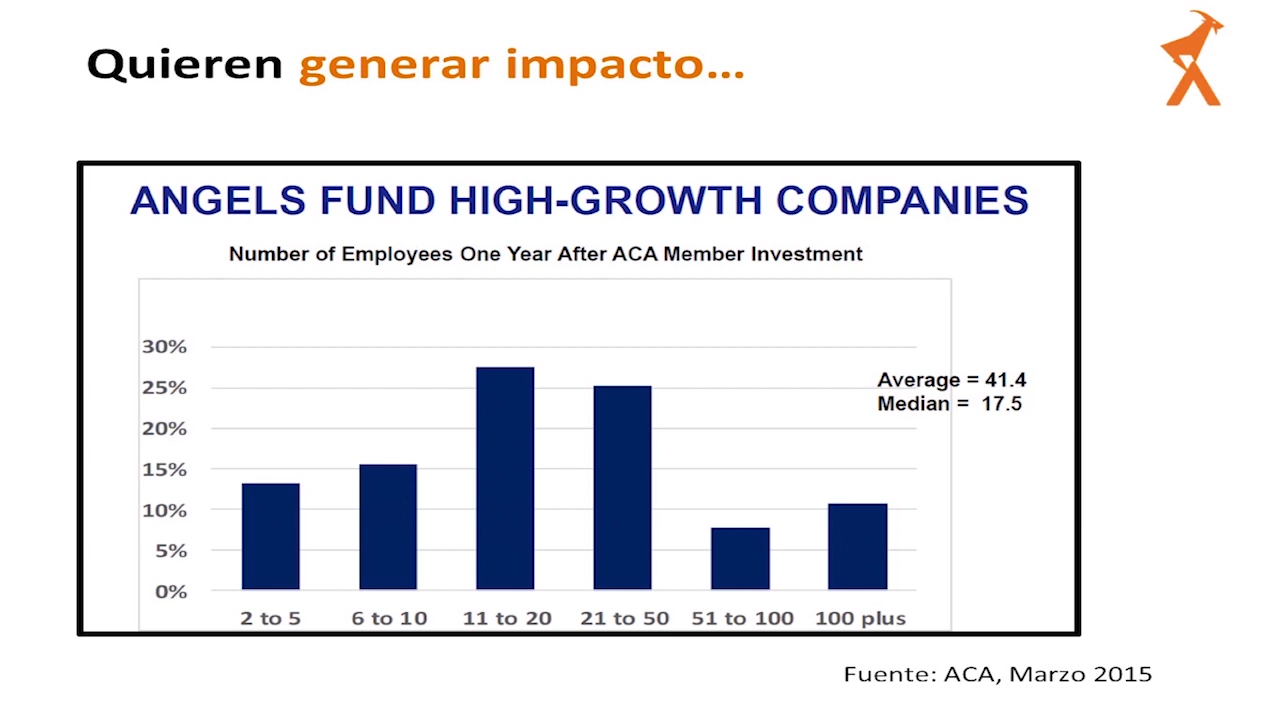 Quieren generar impacto...
ANGELS FUND HIGH-GROWTH COMPANIES
Number of Employees One Year After ACA Member Investment
30%
25%
20%
15%
10%
5%
0%
Average = 41.4
Median = 17.5
2 to 5 6 to 10 11 to 20 21 to 50 51 to 100 100 plus
Fuente: ACA, Marzo 2015